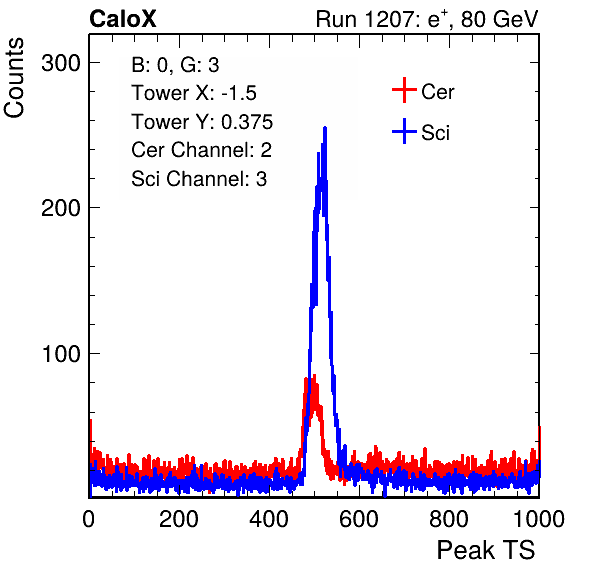 CaloX Run 1207: e⁺, 80 GeV
Counts
300
200
100
B: 0, G: 3
Tower X: -1.5
Tower Y: 0.375
Cer Channel: 2
Sci Channel: 3
Cer
Sci
0 200 400 600 800 1000
Peak TS